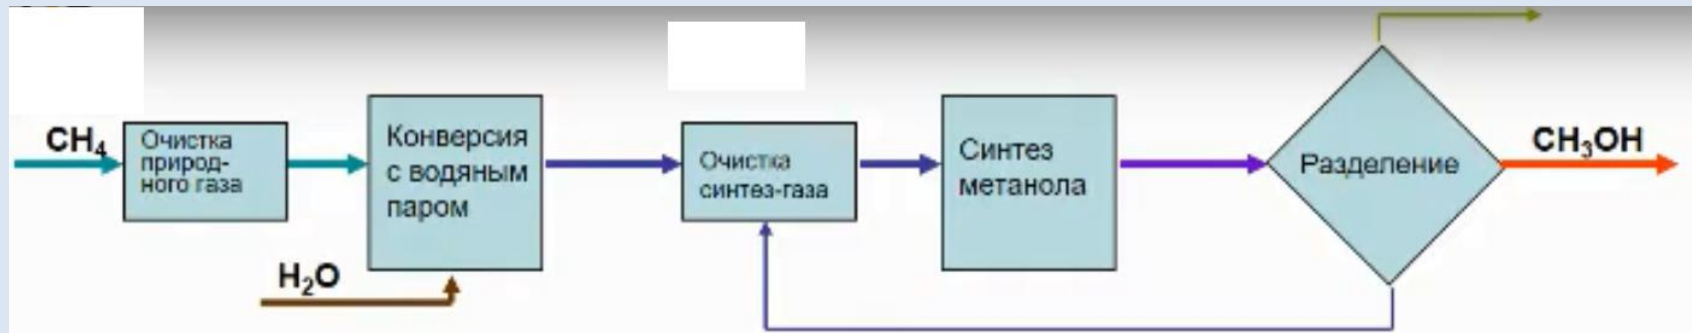 CH₄
Очистка
природ-
ного газа
Конверсия
с водяным
паром
H₂O
Очистка
синтез-газа
Синтез
метанола
Разделение
CH₃OH